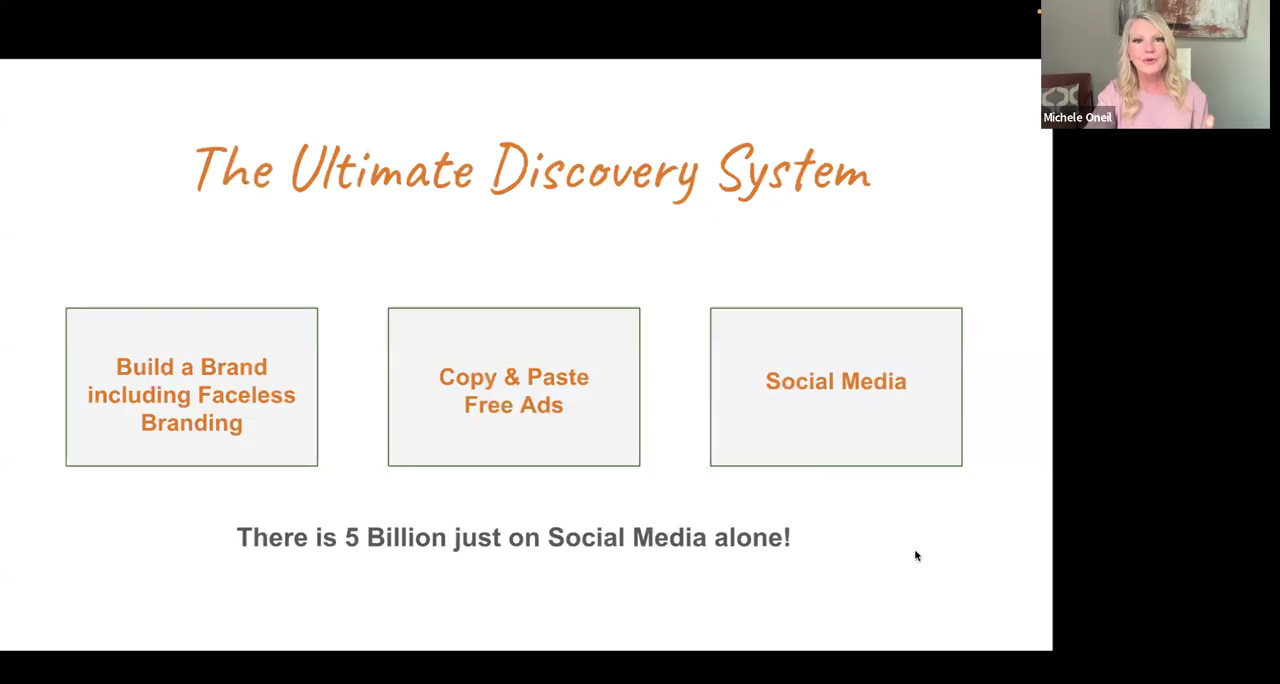 Michele Oneil
The Ultimate Discovery System
Build a Brand
including Faceless
Branding
Copy & Paste
Free Ads
Social Media
There is 5 Billion just on Social Media alone!